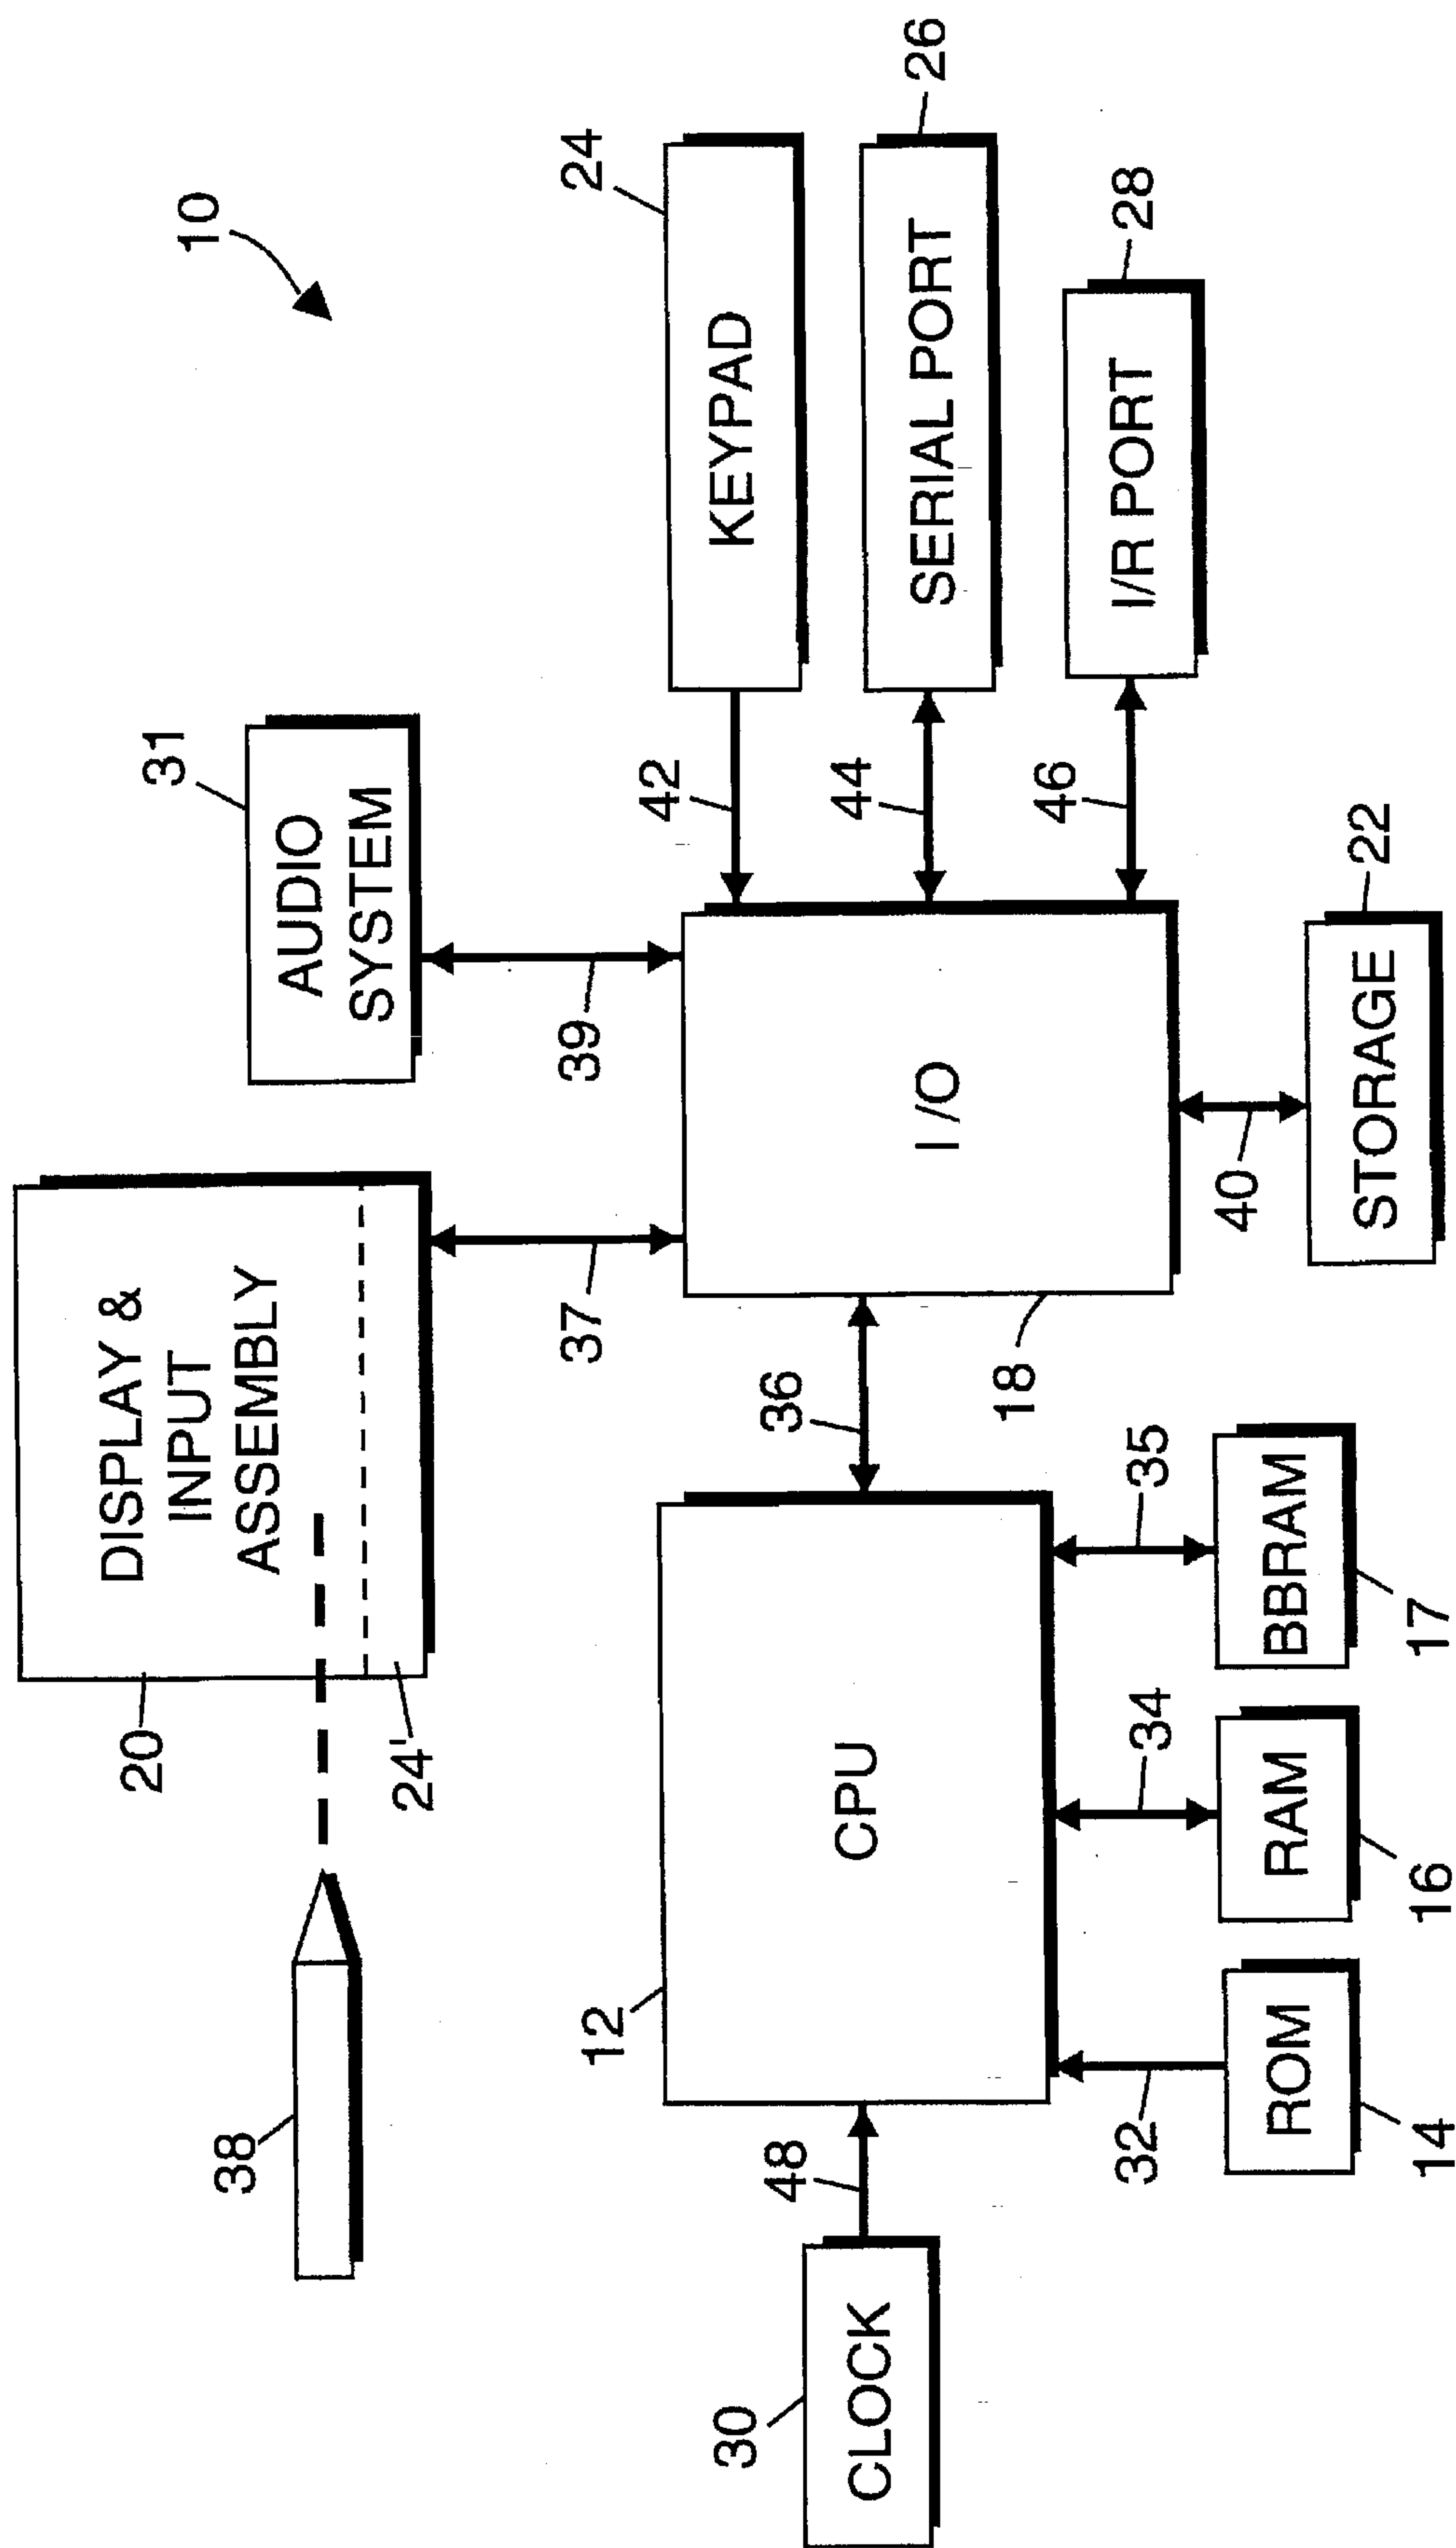 10
38
20
DISPLAY &
INPUT
ASSEMBLY
24'
31
AUDIO
SYSTEM
37
39
24
KEYPAD
42
12
CPU
36
I/O
18
44
SERIAL PORT
26
46
I/R PORT
28
30
CLOCK
48
32
34
35
40
ROM
14
RAM
16
BBRAM
17
STORAGE
22